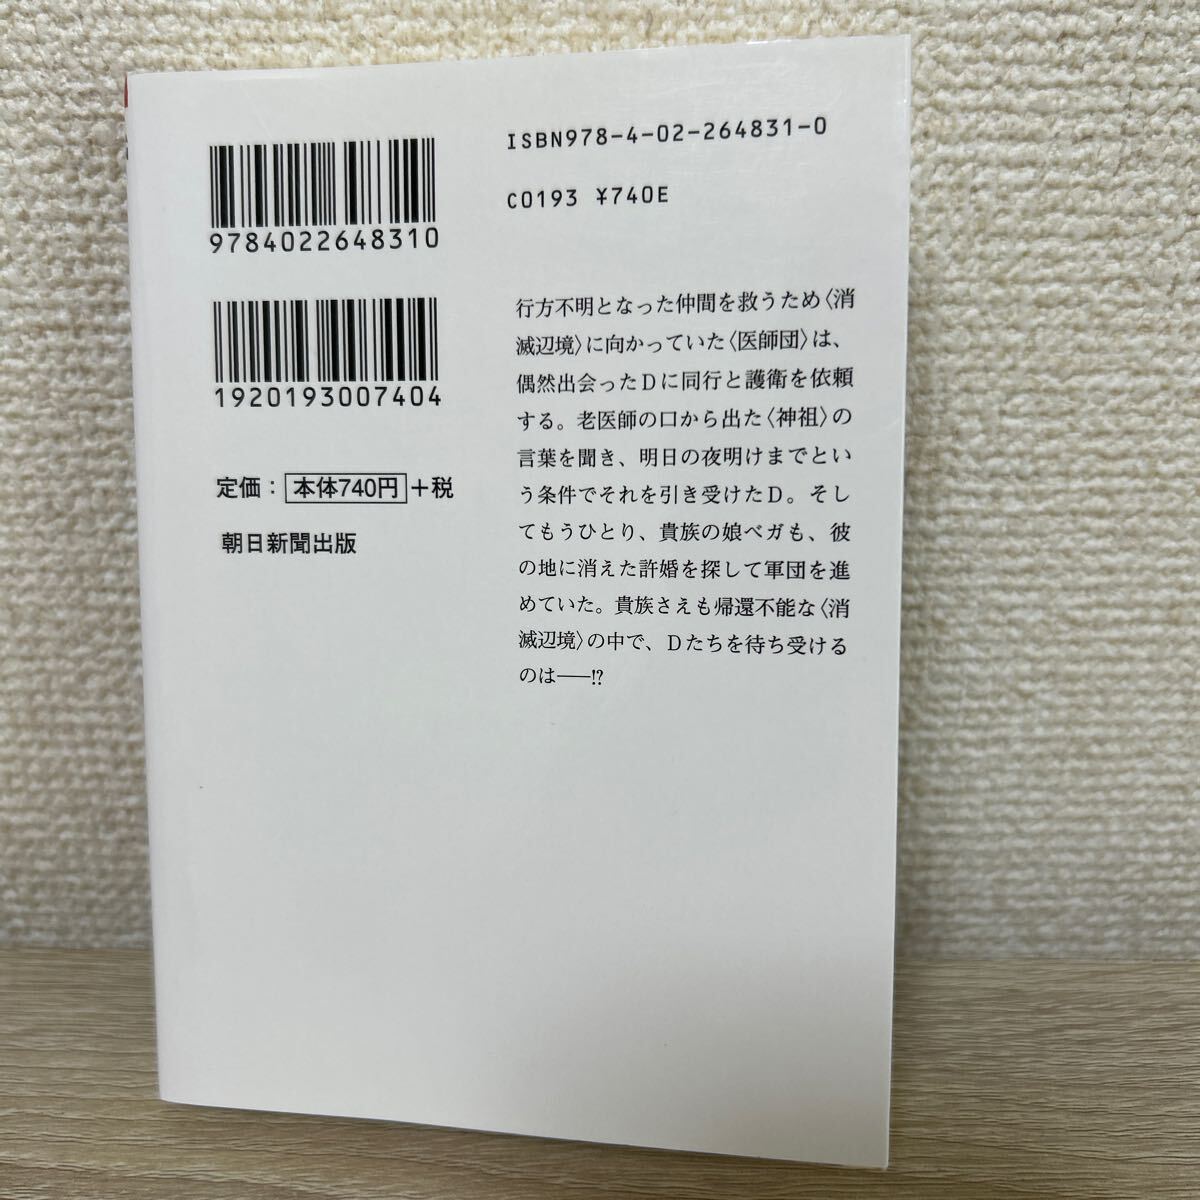 ISBN978-4-02-264831-0
C0193 ¥740E
9784022648310
1920193007404
定価：本体740円＋税
朝日新聞出版
行方不明となった仲間を救うため〈消
滅辺境〉に向かっていた〈医師団〉は、
偶然出会ったDに同行と護衛を依頼
する。老医師の口から出た〈神祖〉の
言葉を聞き、明日の夜明けまでとい
う条件でそれを引き受けたD。そし
てもうひとり、貴族の娘ベガも、彼
の地に消えた許婚を探して軍団を進
めていた。貴族さえも帰還不能な〈消
滅辺境〉の中で、Dたちを待ち受ける
のは──!?